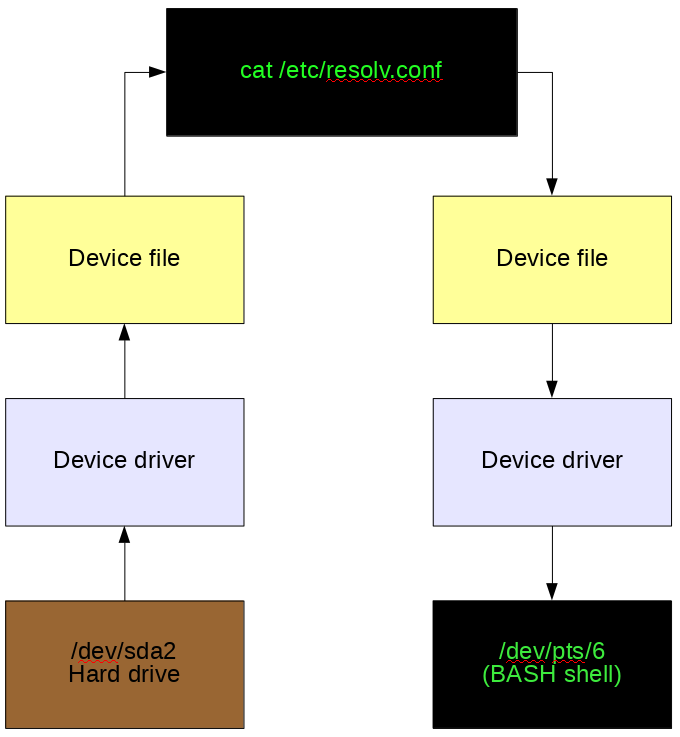 cat /etc/resolv.conf
Device file
Device file
Device driver
Device driver
/dev/sda2
Hard drive
/dev/pts/6
(BASH shell)